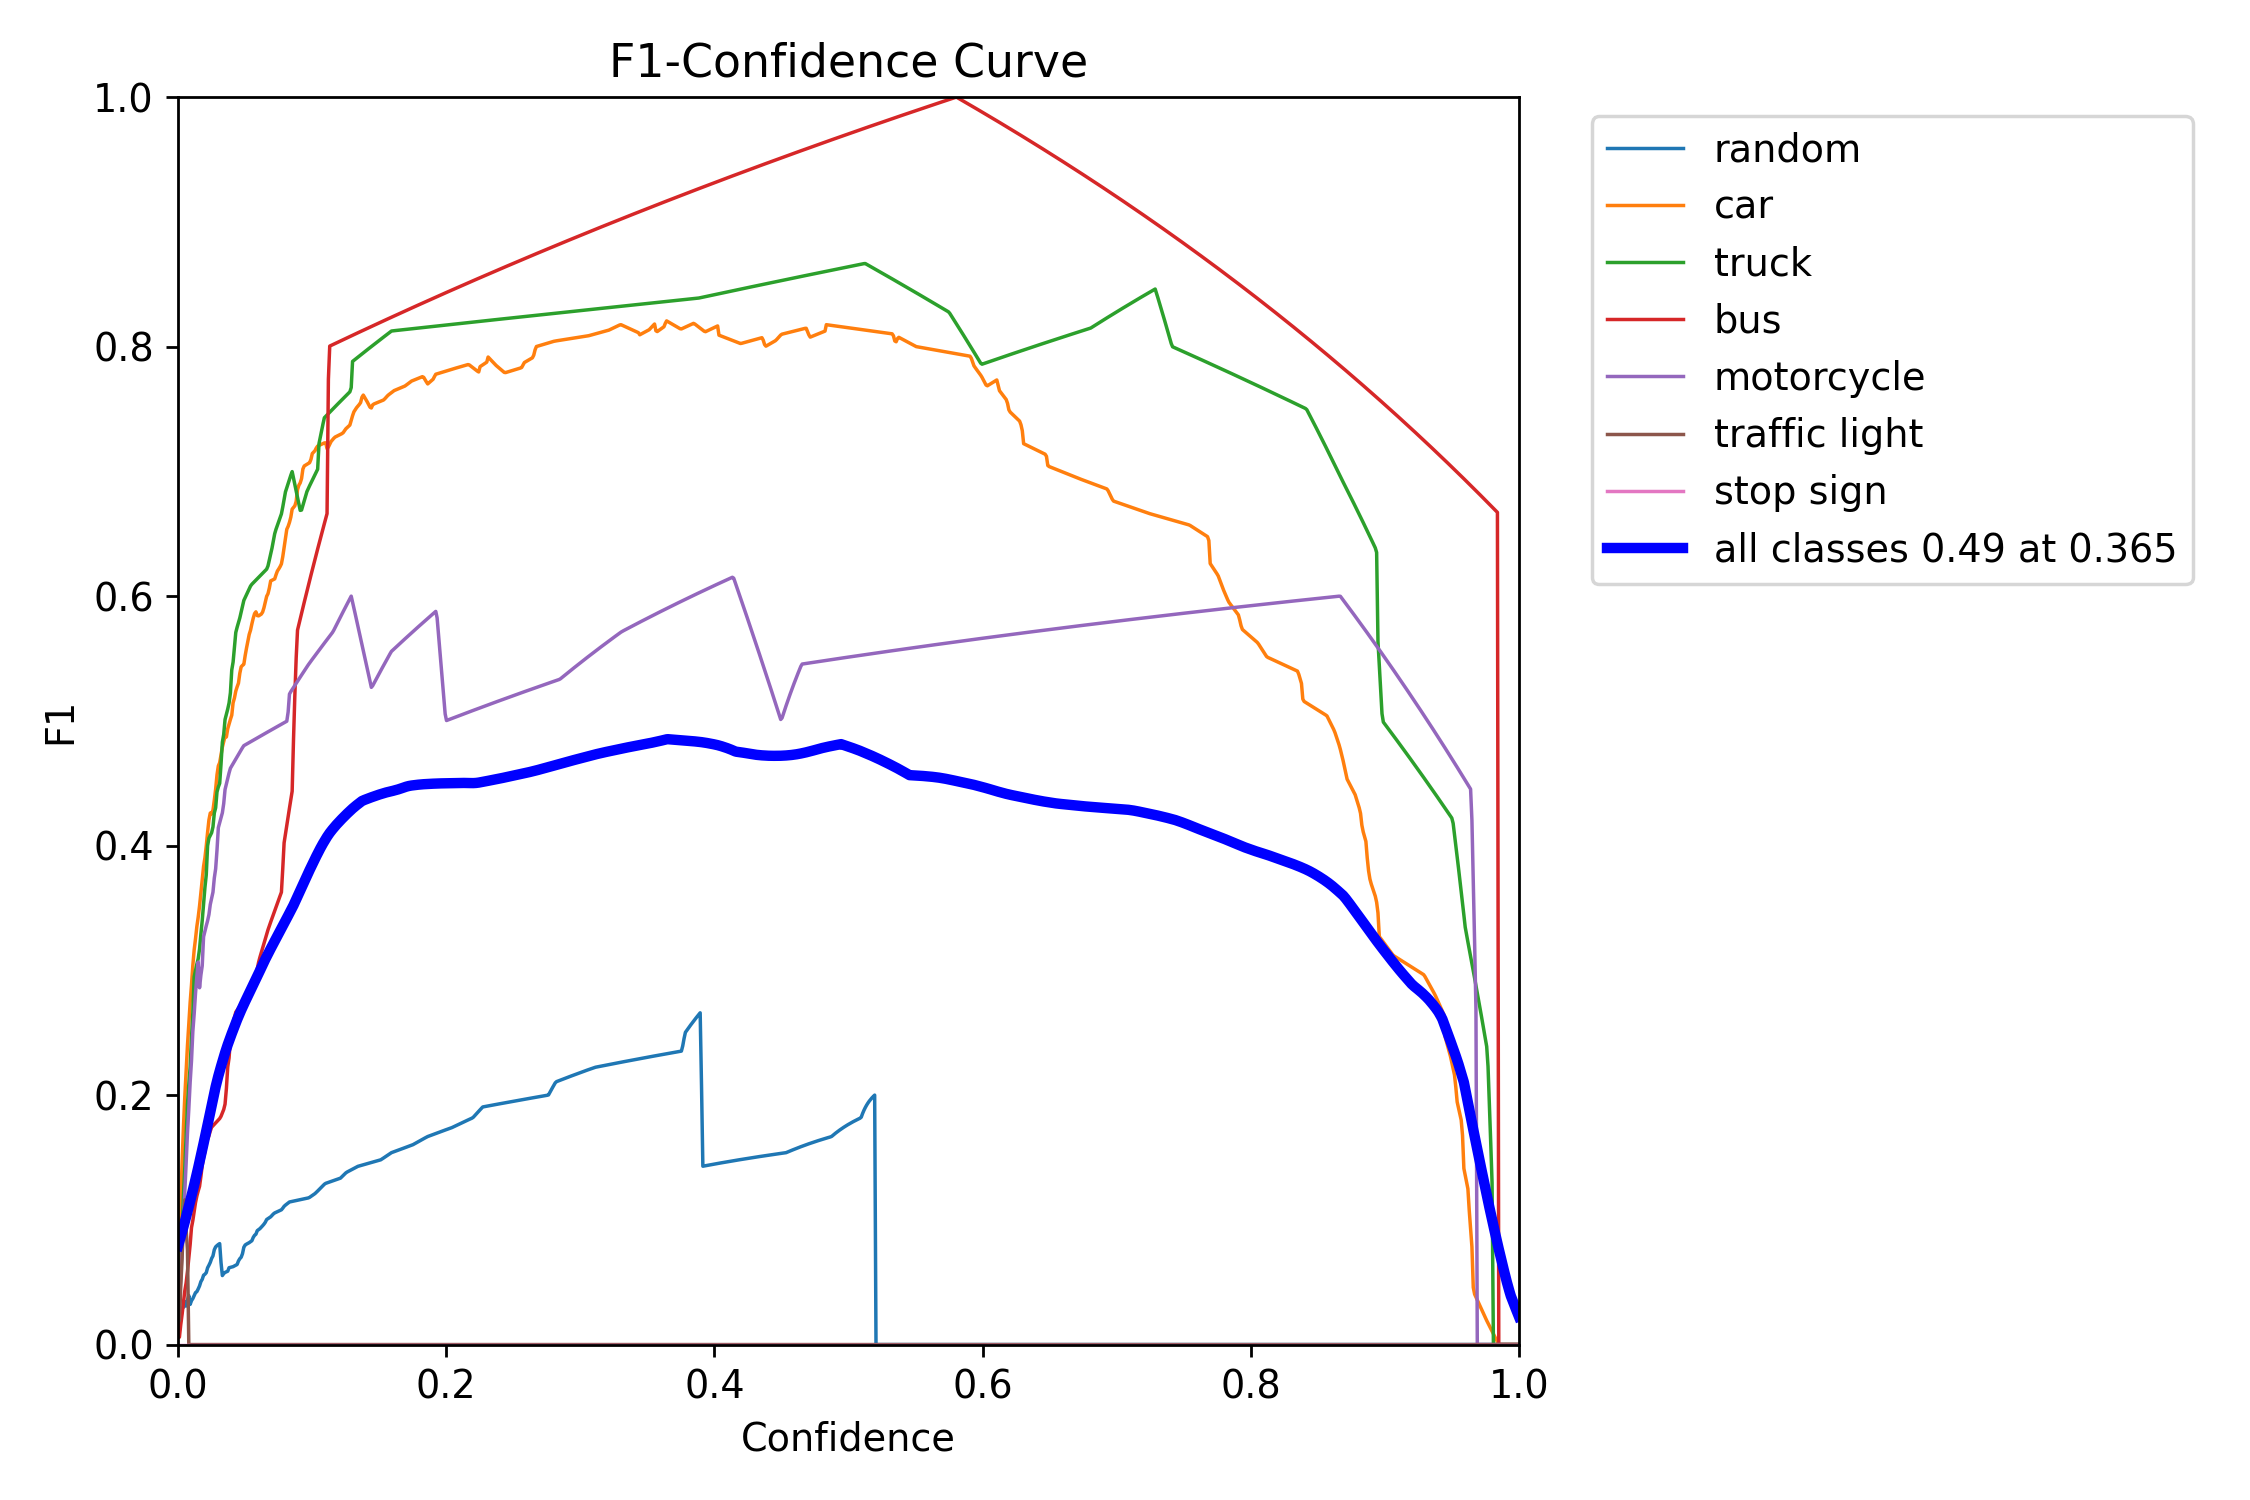 F1-Confidence Curve
1.0
0.8
0.6
0.4
0.2
0.0
F1
0.0 0.2 0.4 0.6 0.8 1.0
Confidence
random
car
truck
bus
motorcycle
traffic light
stop sign
all classes 0.49 at 0.365